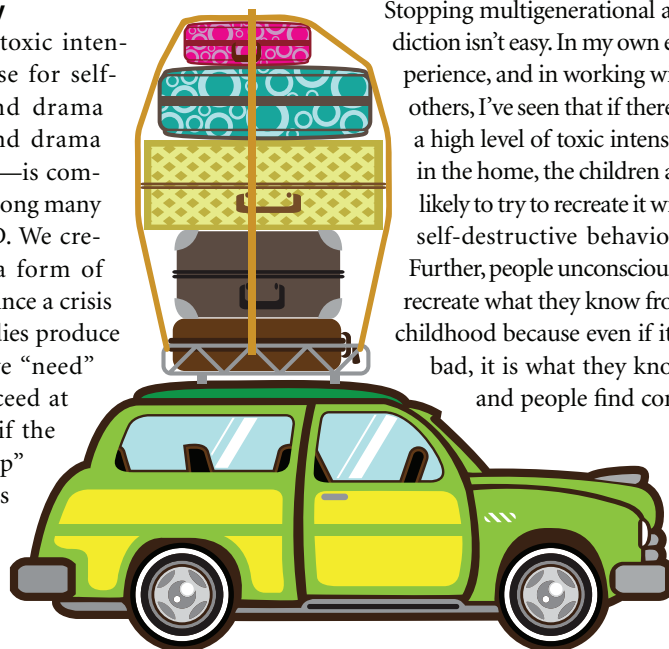 y
toxic inten-
se for self-
nd drama
nd drama
—is com-
ong many
D. We cre-
a form of
ance a crisis
lies produce
e “need”
ceed at
if the
p”
s
Stopping multigenerational a
diction isn’t easy. In my own e
perience, and in working wi
others, I’ve seen that if there
a high level of toxic intens
in the home, the children a
likely to try to recreate it wi
self-destructive behavio
Further, people unconsciou
recreate what they know fro
childhood because even if it
bad, it is what they kno
and people find con